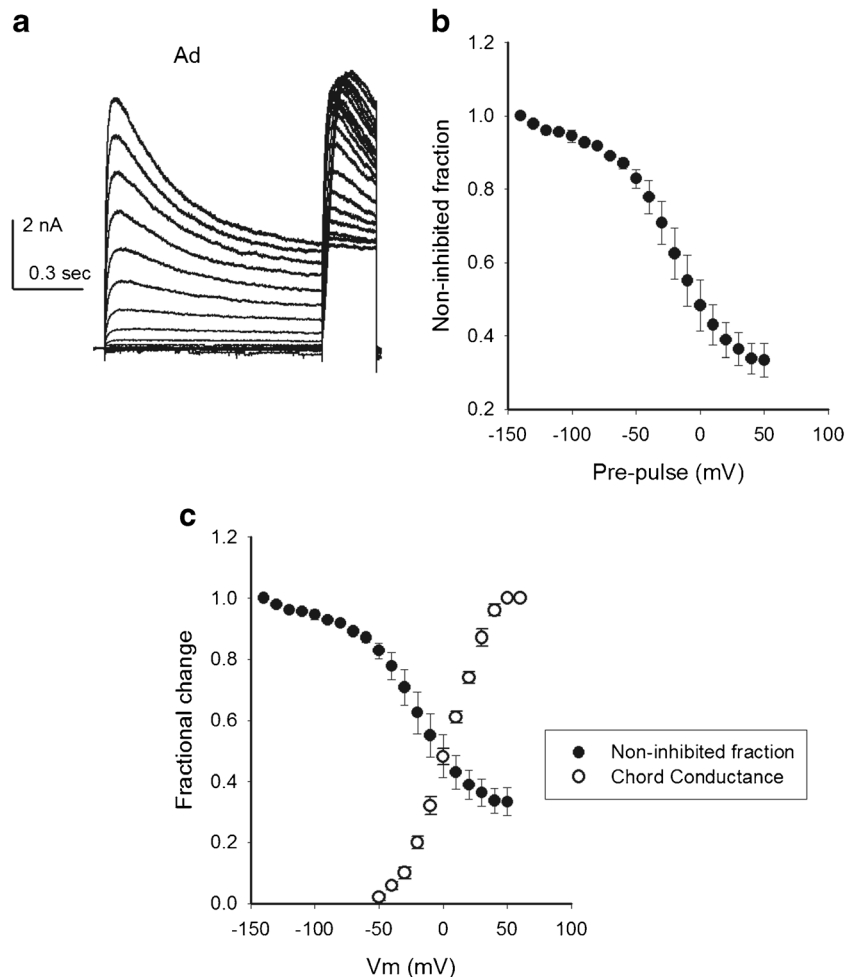 a
Ad
2 nA
0.3 sec
b
1.2
1.0
0.8
0.6
0.4
0.2
Non-inhibited fraction
-150 -100 -50 0 50 100
Pre-pulse (mV)
c
1.2
1.0
0.8
0.6
0.4
0.2
0.0
Fractional change
-150 -100 -50 0 50 100
Vm (mV)
Non-inhibited fraction
Chord Conductance